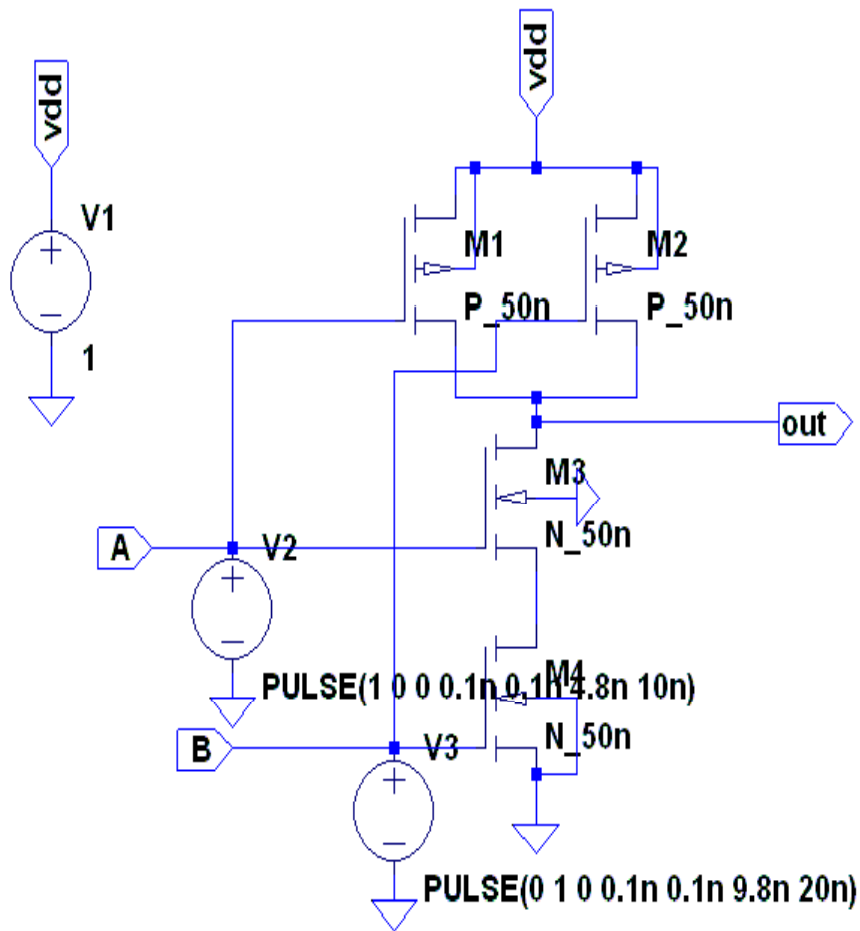 vdd
vdd
V1
1
M1
P_50n
M2
P_50n
out
M3
N_50n
A
V2
PULSE(1 0 0 0.1n 0.1n 4.8n 10n)
M4
N_50n
B
V3
PULSE(0 1 0 0.1n 0.1n 9.8n 20n)